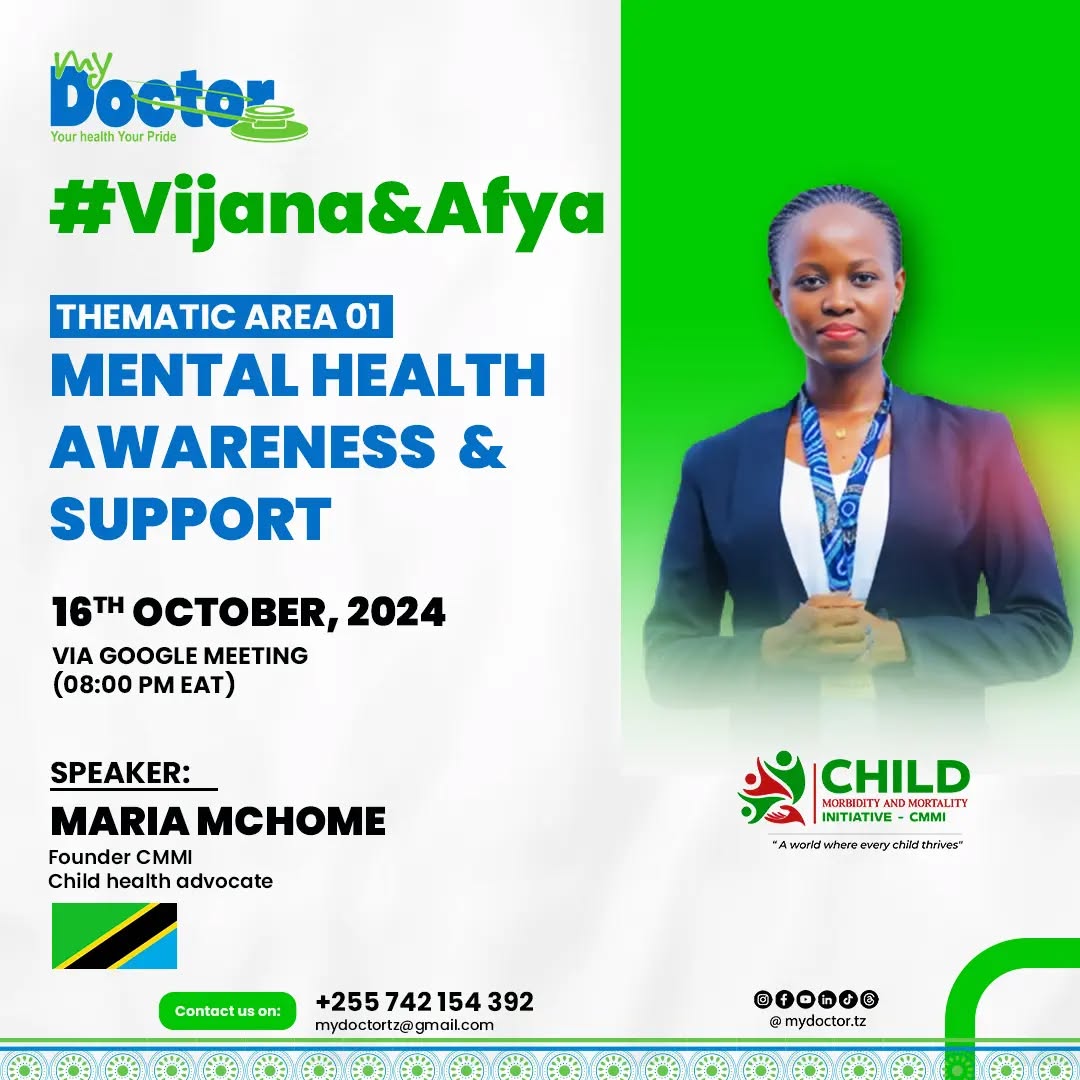 My
Doctor
Your health Your Pride
#Vijana&Afya
THEMATIC AREA 01
MENTAL HEALTH
AWARENESS &
SUPPORT
16TH OCTOBER, 2024
VIA GOOGLE MEETING
(08:00 PM EAT)
SPEAKER:
MARIA MCHOME
Founder CMMI
Child health advocate
CHILD
MORBIDITY AND MORTALITY
INITIATIVE - CMMI
"A world where every child thrives"
Contact us on:
+255 742 154 392
mydoctortz@gmail.com
@ mydoctor.tz